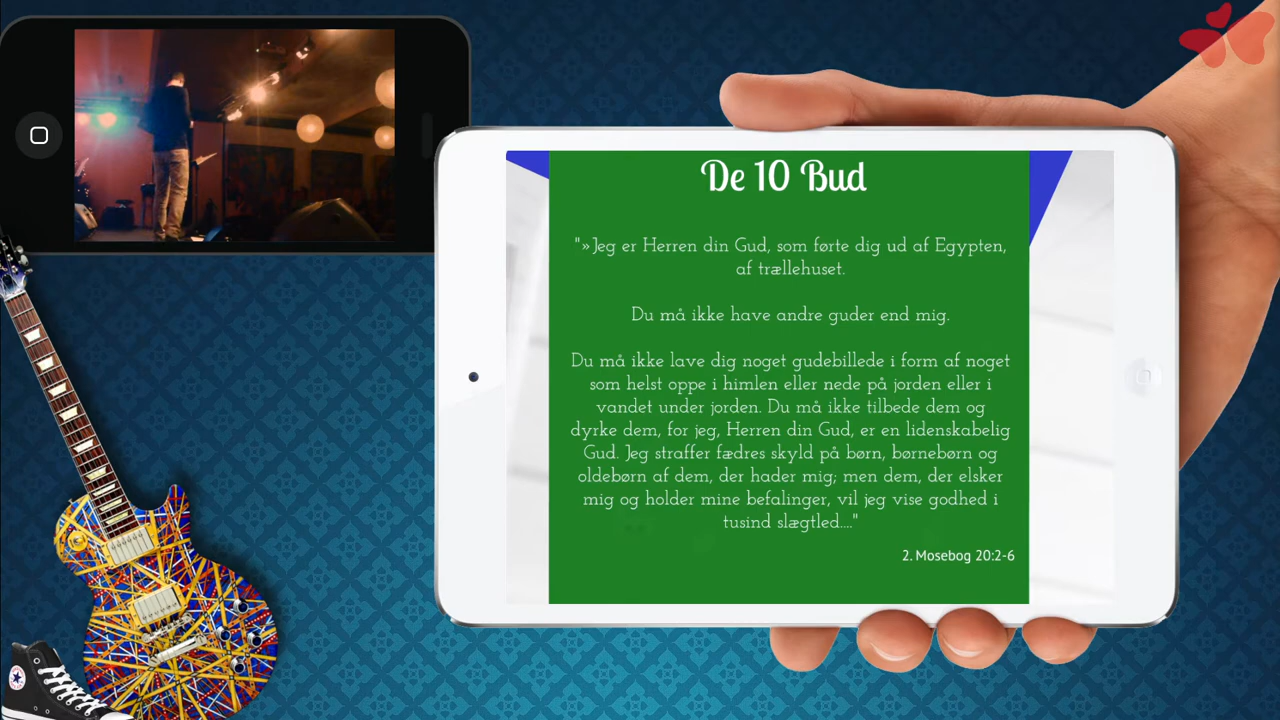 De 10 Bud
"»Jeg er Herren din Gud, som førte dig ud af Egypten,
af trællehuset.
Du må ikke have andre guder end mig.
Du må ikke lave dig noget gudebillede i form af noget
som helst oppe i himlen eller nede på jorden eller i
vandet under jorden. Du må ikke tilbede dem og
dyrke dem, for jeg, Herren din Gud, er en lidenskabelig
Gud. Jeg straffer fædres skyld på børn, børnebørn og
oldebørn af dem, der hader mig; men dem, der elsker
mig og holder mine befalinger, vil jeg vise godhed i
tusind slægtled...."
2. Mosebog 20:2-6